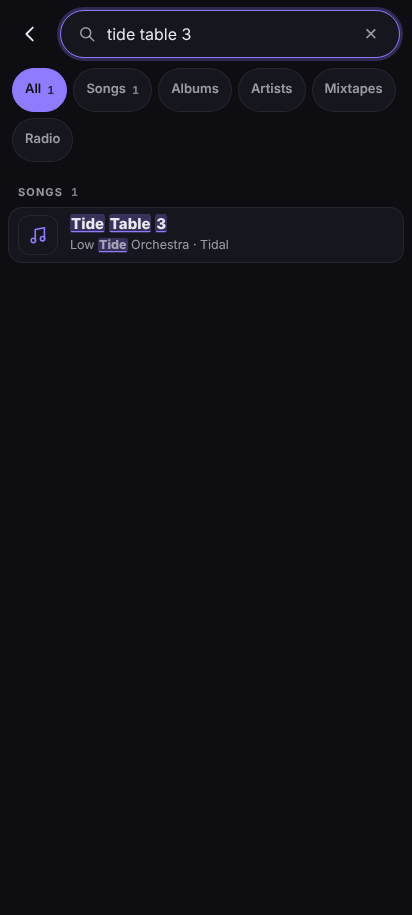 tide table 3
All 1
Songs 1
Albums
Artists
Mixtapes
Radio
SONGS 1
Tide Table 3
Low Tide Orchestra · Tidal